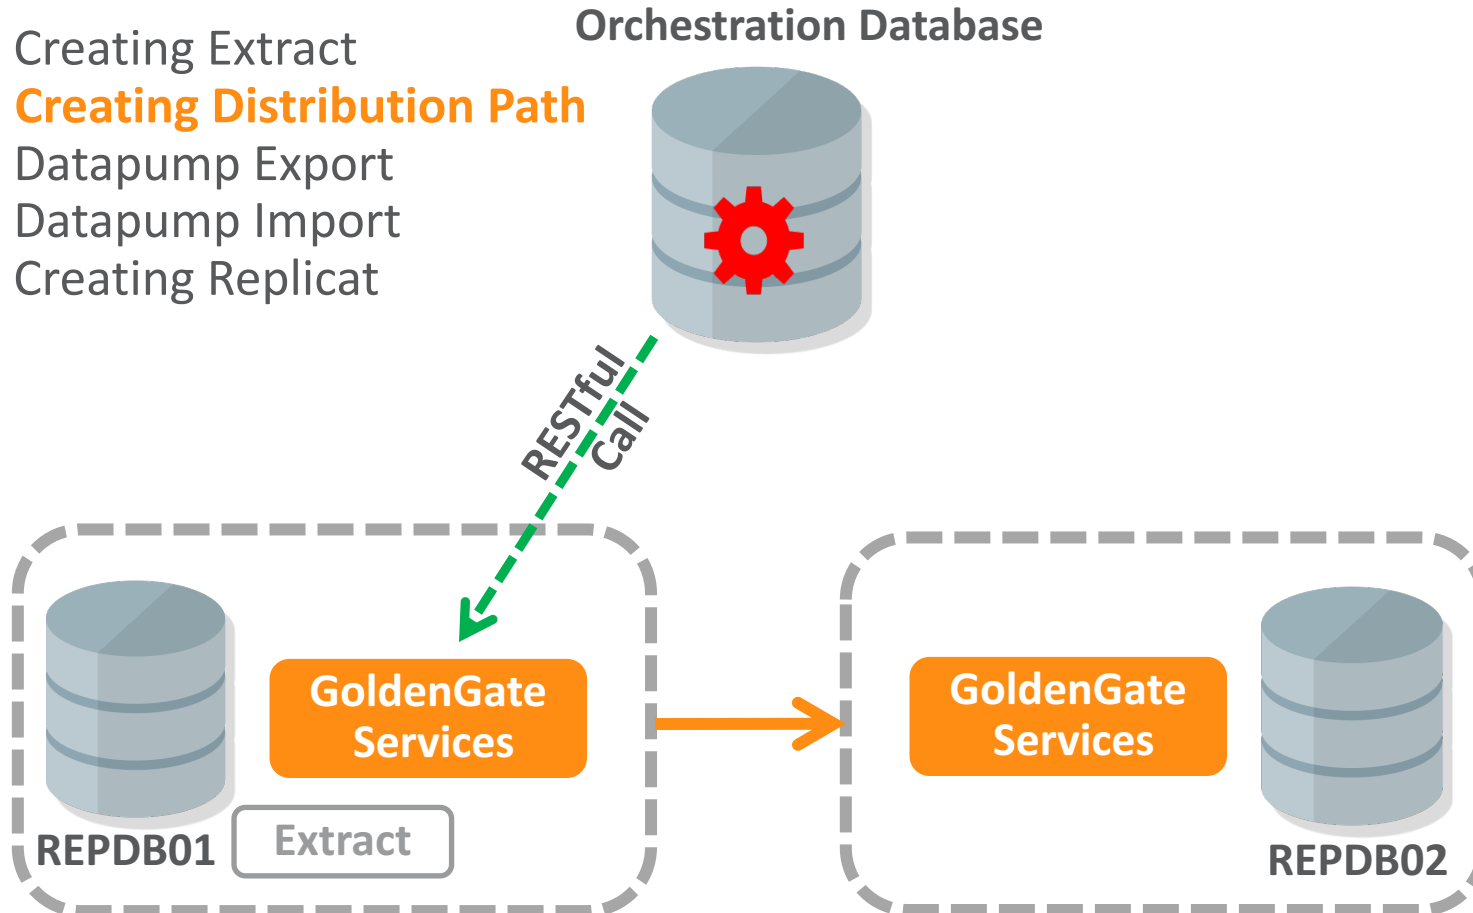 Orchestration Database
Creating Extract
Creating Distribution Path
Datapump Export
Datapump Import
Creating Replicat
RESTful
Call
GoldenGate
Services
GoldenGate
Services
Extract
REPDB01
REPDB02